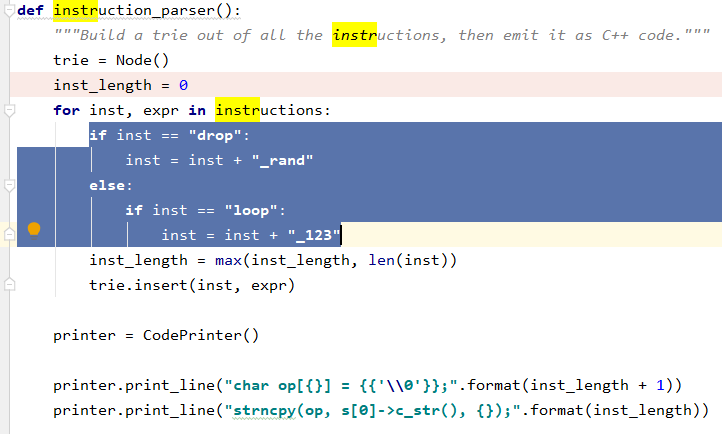 def instruction_parser():
    """Build a trie out of all the instructions, then emit it as C++ code."""
    trie = Node()
    inst_length = 0
    for inst, expr in instructions:
        if inst == "drop":
            inst = inst + "_rand"
        else:
            if inst == "loop":
                inst = inst + "_123"
        inst_length = max(inst_length, len(inst))
        trie.insert(inst, expr)

    printer = CodePrinter()

    printer.print_line("char op[{}] = {{'\\0'}};".format(inst_length + 1))
    printer.print_line("strncpy(op, s[0]->c_str(), {});".format(inst_length))